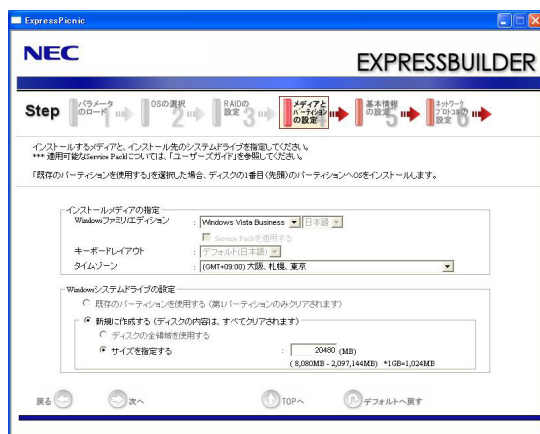 ExpressPicnic
NEC
EXPRESSBUILDER
Step パラメータのロード 1 OSの選択 2 RAIDの設定 3 メディアとパーティションの設定 4 基本情報の設定 5 ネットワークプロトコルの設定 6
インストールするメディアと、インストール先のシステムドライブを指定してください。
*** 適用可能なService Packについては、「ユーザーズガイド」を参照してください。
「既存のパーティションを使用する」を選択した場合、ディスクの1番目(先頭)のパーティションへOSをインストールします。
インストールメディアの指定
Windowsファミリ/エディション : Windows Vista Business 日本語
Service Packを適用する
キーボードレイアウト : デフォルト(日本語)
タイムゾーン : (GMT+09:00) 大阪、札幌、東京
Windowsシステムドライブの設定
既存のパーティションを使用する (第1パーティションのみクリアされます)
新規に作成する (ディスクの内容は、すべてクリアされます)
ディスクの全領域を使用する
サイズを指定する : 20480 (MB)
( 8,080MB - 2,097,144MB) *1GB=1,024MB
戻る 次へ TOPへ デフォルトへ戻す